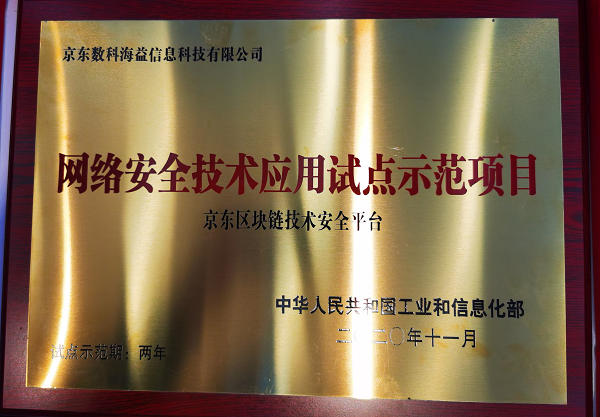 京东数科海益信息科技有限公司
网络安全技术应用试点示范项目
京东区块链技术安全平台
中华人民共和国工业和信息化部
二〇二〇年十一月
试点示范期：两年